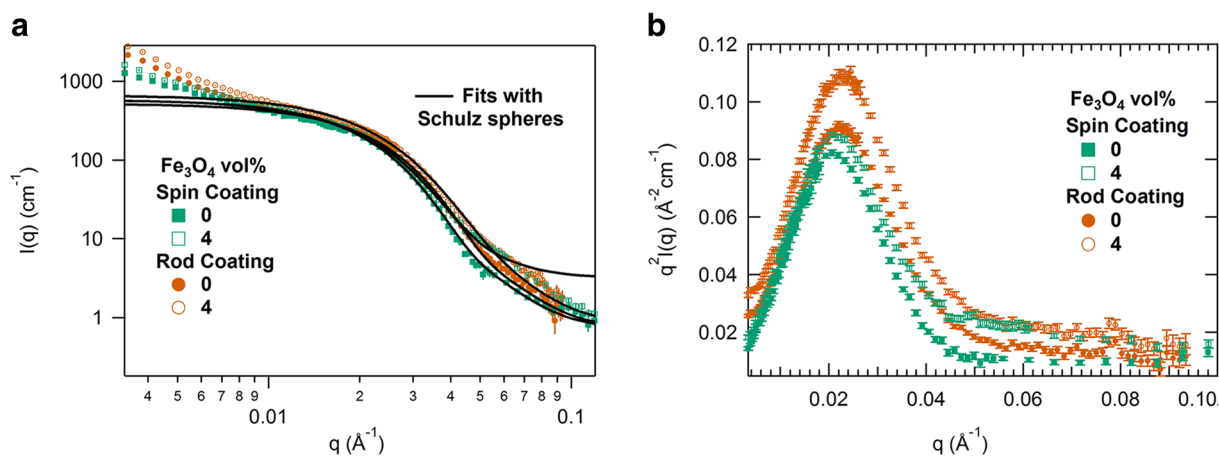 a
I(q) (cm⁻¹)
1000
100
10
1
Fits with
Schulz spheres
Fe₃O₄ vol%
Spin Coating
0
4
Rod Coating
0
4
4 5 6 7 8 9 2 3 4 5 6 7 8 9
0.01 0.1
q (Å⁻¹)
b
q²I(q) (Å⁻² cm⁻¹)
0.12
0.10
0.08
0.06
0.04
0.02
Fe₃O₄ vol%
Spin Coating
0
4
Rod Coating
0
4
0.02 0.04 0.06 0.08 0.10
q (Å⁻¹)